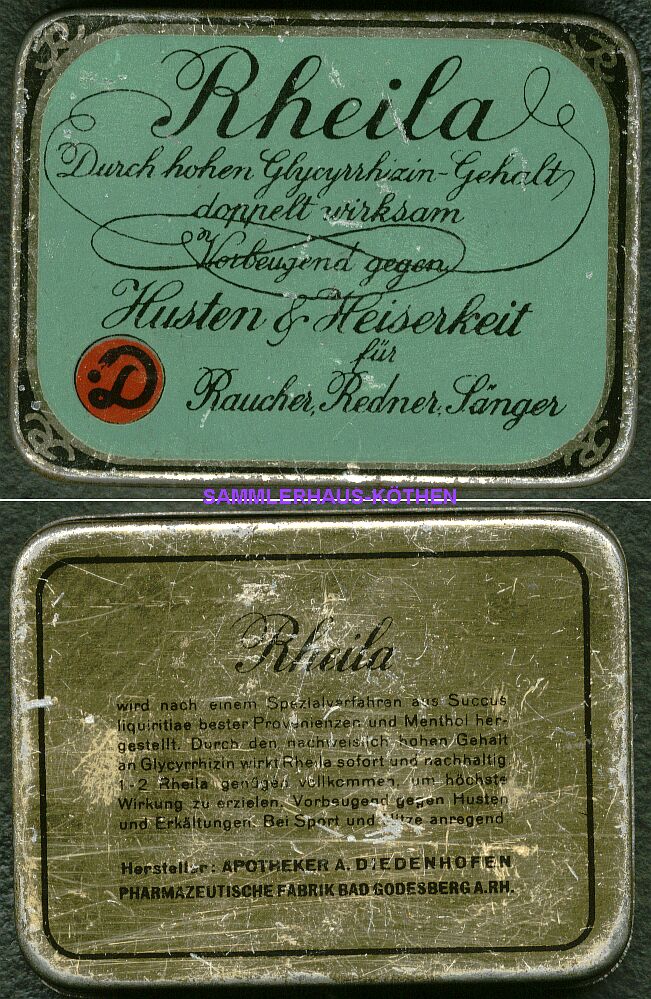 Rheila
Durch hohen Glycyrrhizin-Gehalt
doppelt wirksam
Vorbeugend gegen
Husten & Heiserkeit
für
Raucher, Redner, Sänger
D
SAMMLERHAUS-KÖTHEN
Rheila
wird nach einem Spezialverfahren aus Succus
liquiritiae bester Provenienzen und Menthol her-
gestellt. Durch den nachweislich hohen Gehalt
an Glycyrrhizin wirkt Rheila sofort und nachhaltig
1-2 Rheila genügen vollkommen, um höchste
Wirkung zu erzielen. Vorbeugend gegen Husten
und Erkältungen. Bei Sport und Hitze anregend
Hersteller: APOTHEKER A. DIEDENHOFEN
PHARMAZEUTISCHE FABRIK BAD GODESBERG A.RH.